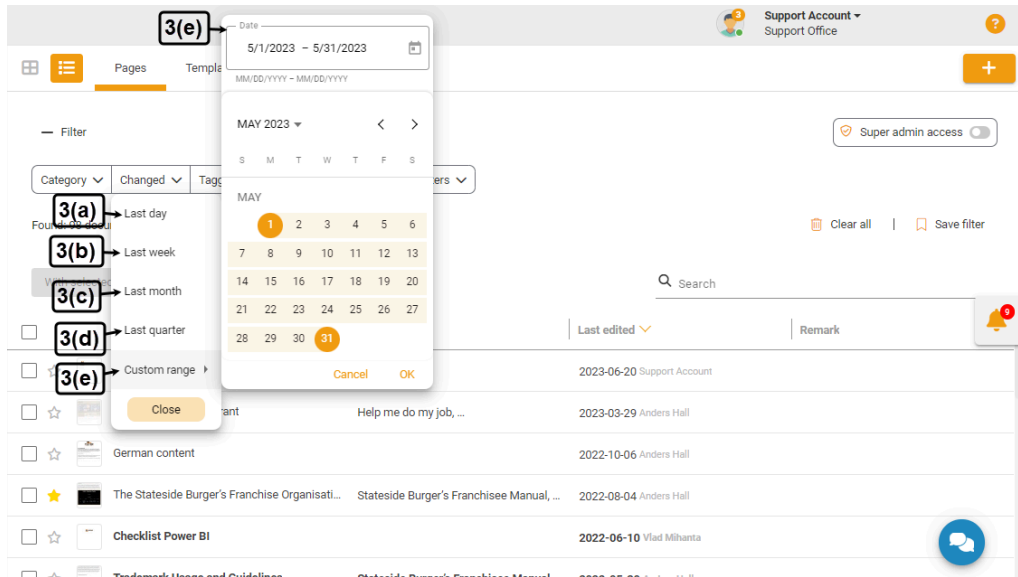 3(e)
Date
5/1/2023 – 5/31/2023
MM/DD/YYYY – MM/DD/YYYY
3
Support Account
Support Office
?
Pages
+
Filter
Super admin access
MAY 2023
S M T W T F S
Category
Changed
MAY
1 2 3 4 5 6
7 8 9 10 11 12 13
14 15 16 17 18 19 20
21 22 23 24 25 26 27
28 29 30 31
Cancel OK
3(a)
Last day
3(b)
Last week
3(c)
Last month
3(d)
Last quarter
3(e)
Custom range
Close
Clear all | Save filter
Search
Last edited
Remark
9
2023-06-20 Support Account
Help me do my job, ...
2023-03-29 Anders Hall
German content
2022-10-06 Anders Hall
The Stateside Burger's Franchise Organisati...
Stateside Burger's Franchisee Manual, ...
2022-08-04 Anders Hall
Checklist Power BI
2022-06-10 Vlad Mihanta